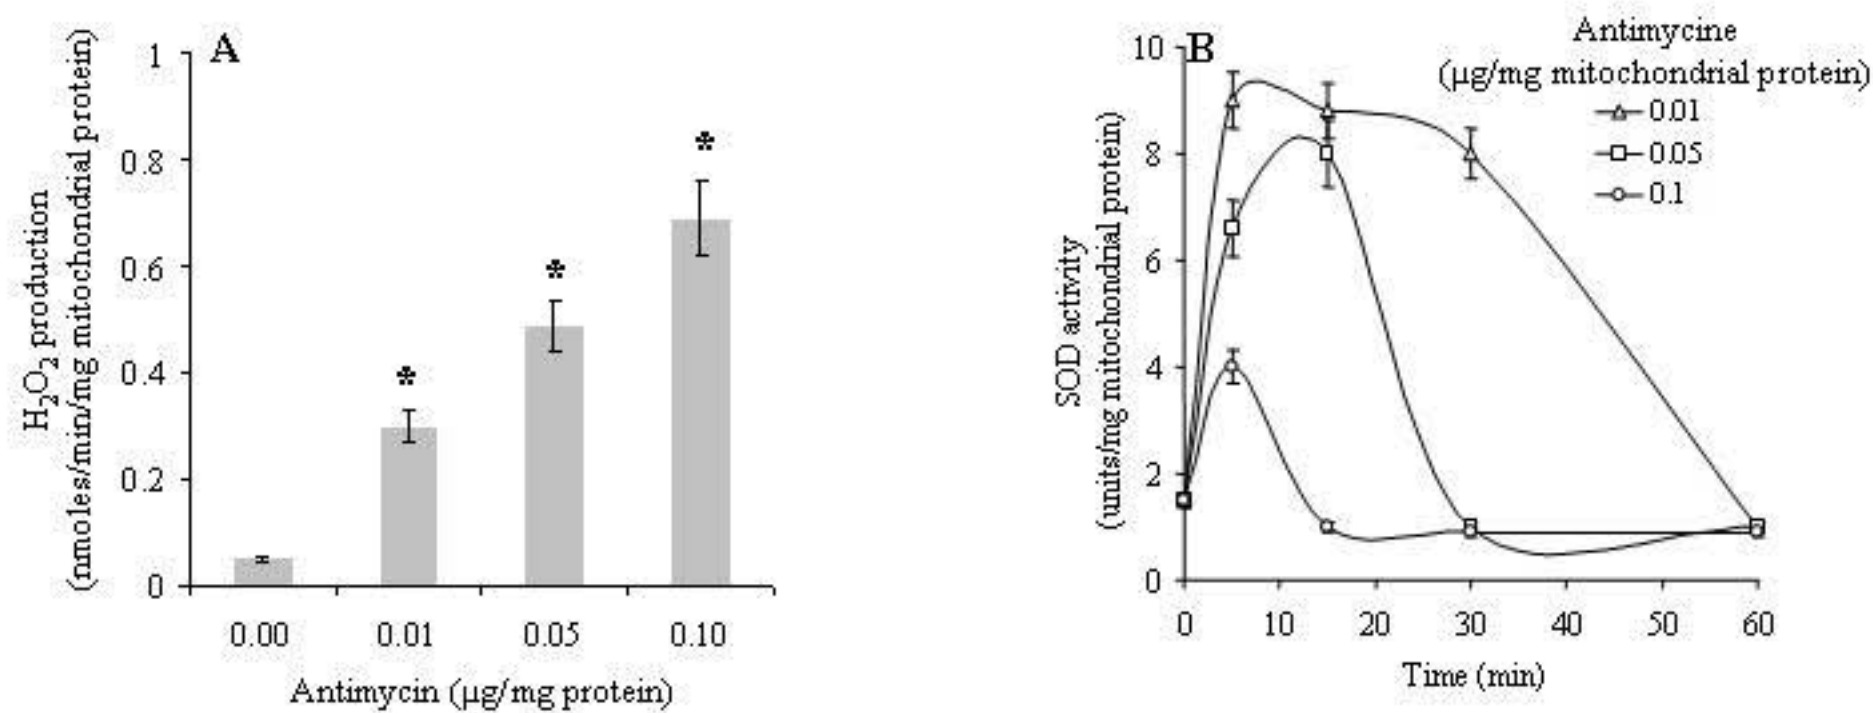 A
H₂O₂ production
(nmoles/min/mg mitochondrial protein)
1
0.8
0.6
0.4
0.2
0
*
*
*
0.00 0.01 0.05 0.10
Antimycin (µg/mg protein)
B
Antimycine
(µg/mg mitochondrial protein)
0.01
0.05
0.1
SOD activity
(units/mg mitochondrial protein)
10
8
6
4
2
0
0 10 20 30 40 50 60
Time (min)